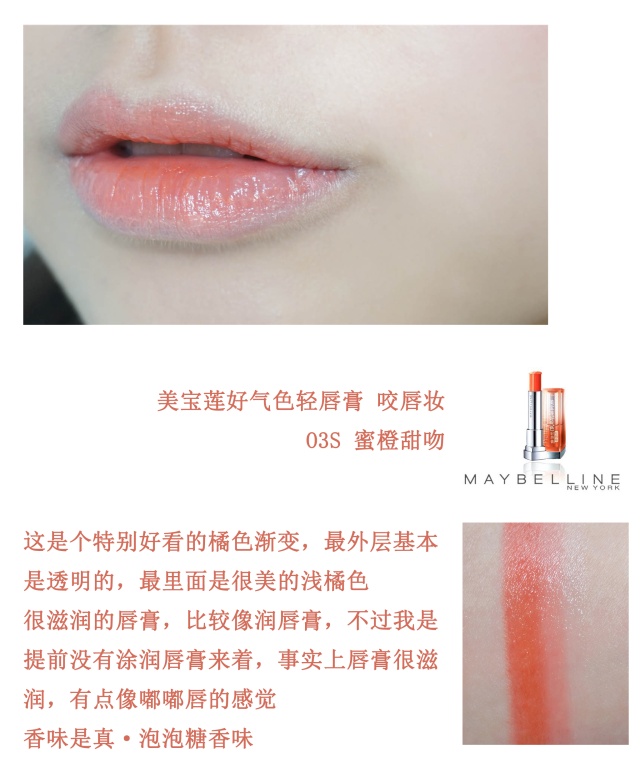 美宝莲好气色轻唇膏 咬唇妆
03S 蜜橙甜吻
MAYBELLINE
NEW YORK
这是个特别好看的橘色渐变，最外层基本
是透明的，最里面是很美的浅橘色
很滋润的唇膏，比较像润唇膏，不过我是
提前没有涂润唇膏来着，事实上唇膏很滋
润，有点像嘟嘟唇的感觉
香味是真·泡泡糖香味